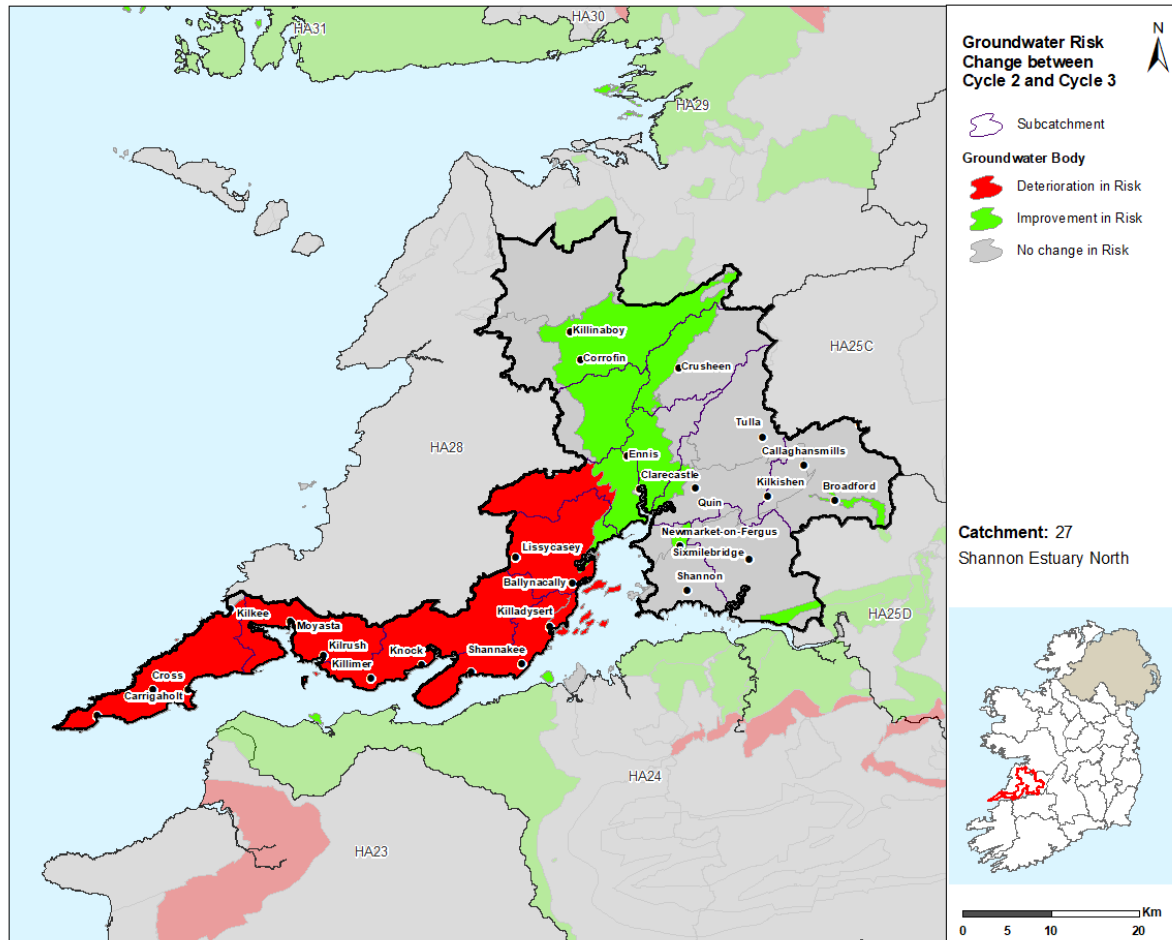 HA31
HA30
HA29
HA25C
HA28
HA25D
HA24
HA23
Killinaboy
Corrofin
Crusheen
Tulla
Callaghansmills
Ennis
Clarecastle
Kilkishen
Broadford
Quin
Newmarket-on-Fergus
Sixmilebridge
Shannon
Lissycasey
Ballynacally
Killadysert
Kilkee
Moyasta
Kilrush
Knock
Shannakee
Killimer
Cross
Carrigaholt
Groundwater Risk
Change between
Cycle 2 and Cycle 3
N
Subcatchment
Groundwater Body
Deterioration in Risk
Improvement in Risk
No change in Risk
Catchment: 27
Shannon Estuary North
Km
0 5 10 20